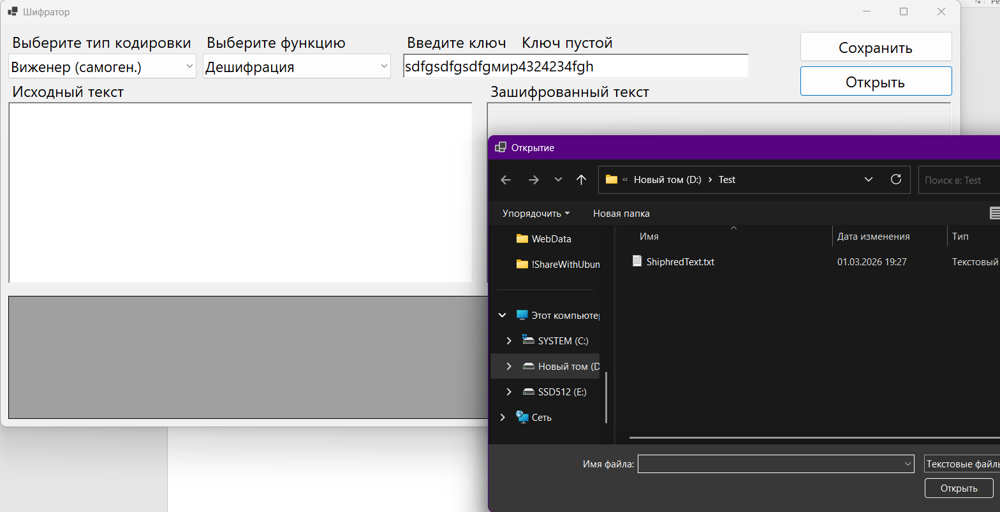 Шифратор
Выберите тип кодировки
Выберите функцию
Введите ключ
Ключ пустой
Сохранить
Виженер (самоген.)
Дешифрация
sdfgsdfgsdfgмир4324234fgh
Открыть
Исходный текст
Зашифрованный текст
Открытие
« Новый том (D:) › Test
Поиск в: Test
Упорядочить
Новая папка
WebData
!ShareWithUbun
Этот компьютер
SYSTEM (C:)
Новый том (D
SSD512 (E:)
Сеть
Имя
Дата изменения
Тип
ShiphredText.txt
01.03.2026 19:27
Текстовый
Имя файла:
Текстовые файль
Открыть